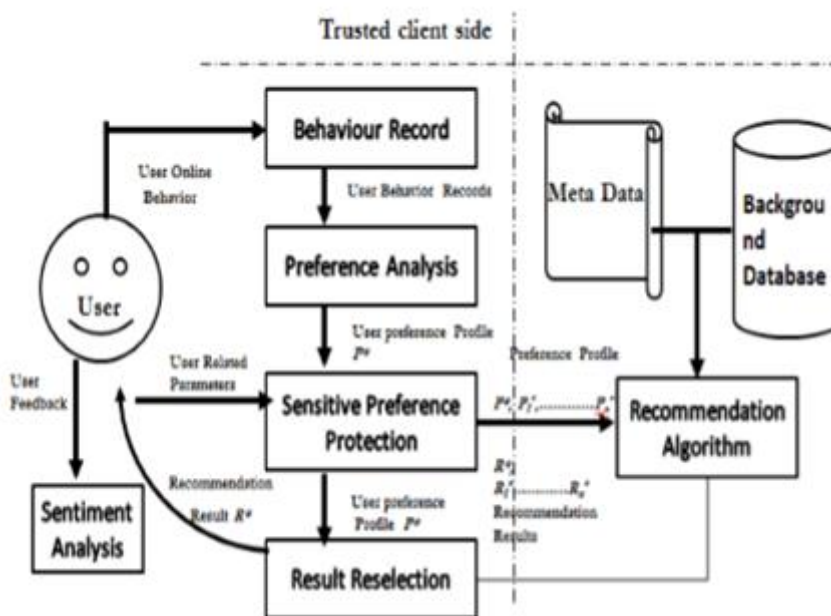 Trusted client side
Behaviour Record
User Online
Behavior
User Behavior Records
Meta Data
Backgrou
nd
Database
Preference Analysis
User
User preference Profile
User Related
Parameters
Preference Profile
User
Feedback
Sensitive Preference
Protection
Recommendation
Algorithm
Recommendation
Result
Recommendation
Results
User preference
Profile
Sentiment
Analysis
Result Reselection